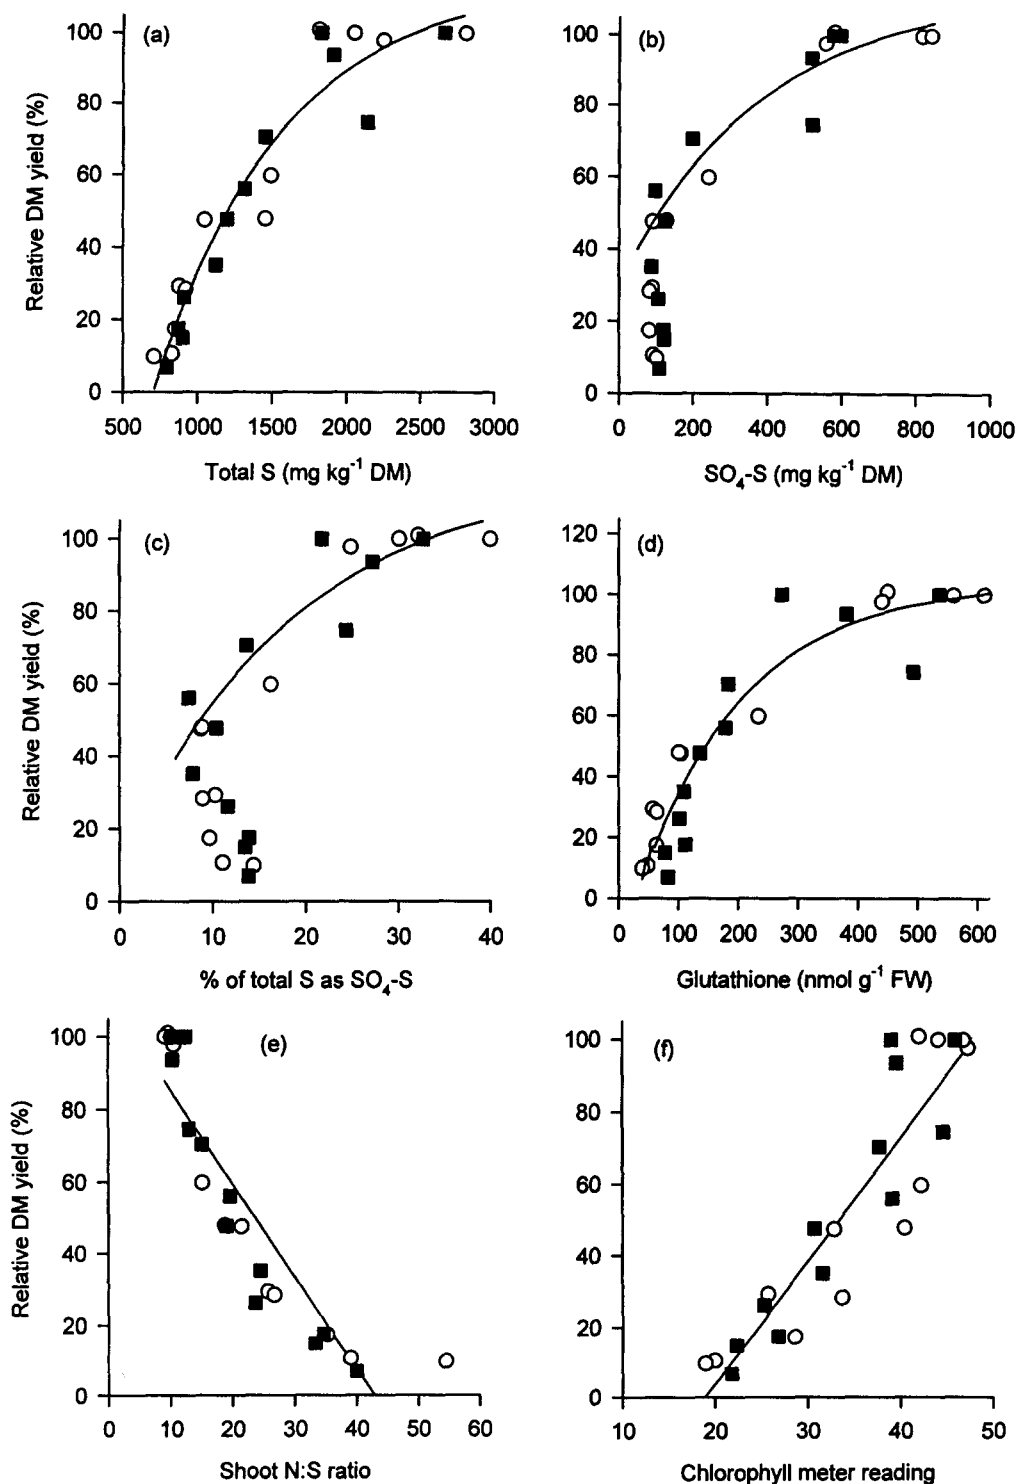 (a)
Relative DM yield (%)
100
80
60
40
20
0
500 1000 1500 2000 2500 3000
Total S (mg kg⁻¹ DM)
(b)
100
80
60
40
20
0
0 200 400 600 800 1000
SO₄-S (mg kg⁻¹ DM)
(c)
Relative DM yield (%)
100
80
60
40
20
0
0 10 20 30 40
% of total S as SO₄-S
(d)
120
100
80
60
40
20
0
0 100 200 300 400 500 600
Glutathione (nmol g⁻¹ FW)
(e)
Relative DM yield (%)
100
80
60
40
20
0
0 10 20 30 40 50 60
Shoot N:S ratio
(f)
100
80
60
40
20
0
10 20 30 40 50
Chlorophyll meter reading